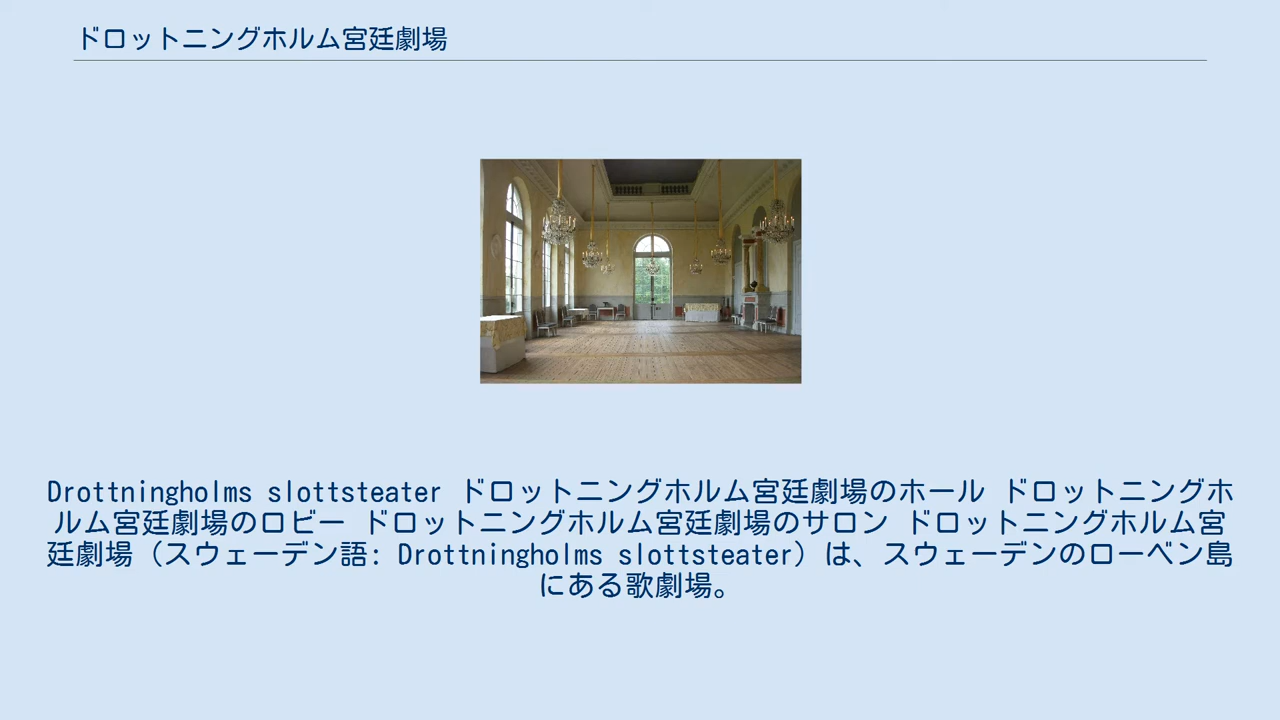 ドロットニングホルム宮廷劇場
Drottningholms slottsteater ドロットニングホルム宮廷劇場のホール ドロットニングホ
ルム宮廷劇場のロビー ドロットニングホルム宮廷劇場のサロン ドロットニングホルム宮
廷劇場（スウェーデン語: Drottningholms slottsteater）は、スウェーデンのローベン島
にある歌劇場。